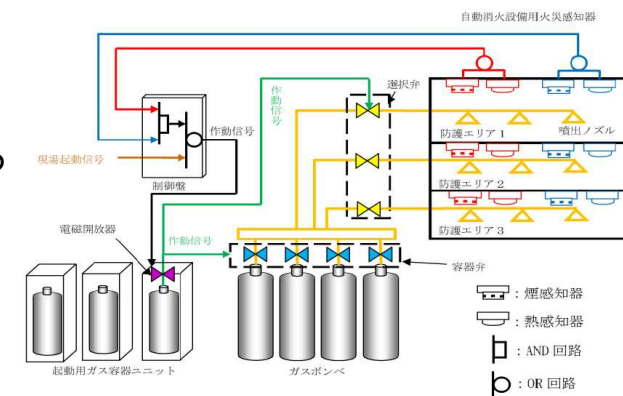 自動消火設備用火災感知器
選択弁
作動信号
作動信号
現場起動信号
制御盤
防護エリア 1
噴出ノズル
防護エリア 2
防護エリア 3
電磁開放器
作動信号
容器弁
起動用ガス容器ユニット
ガスボンベ
：煙感知器
：熱感知器
：AND 回路
：OR 回路